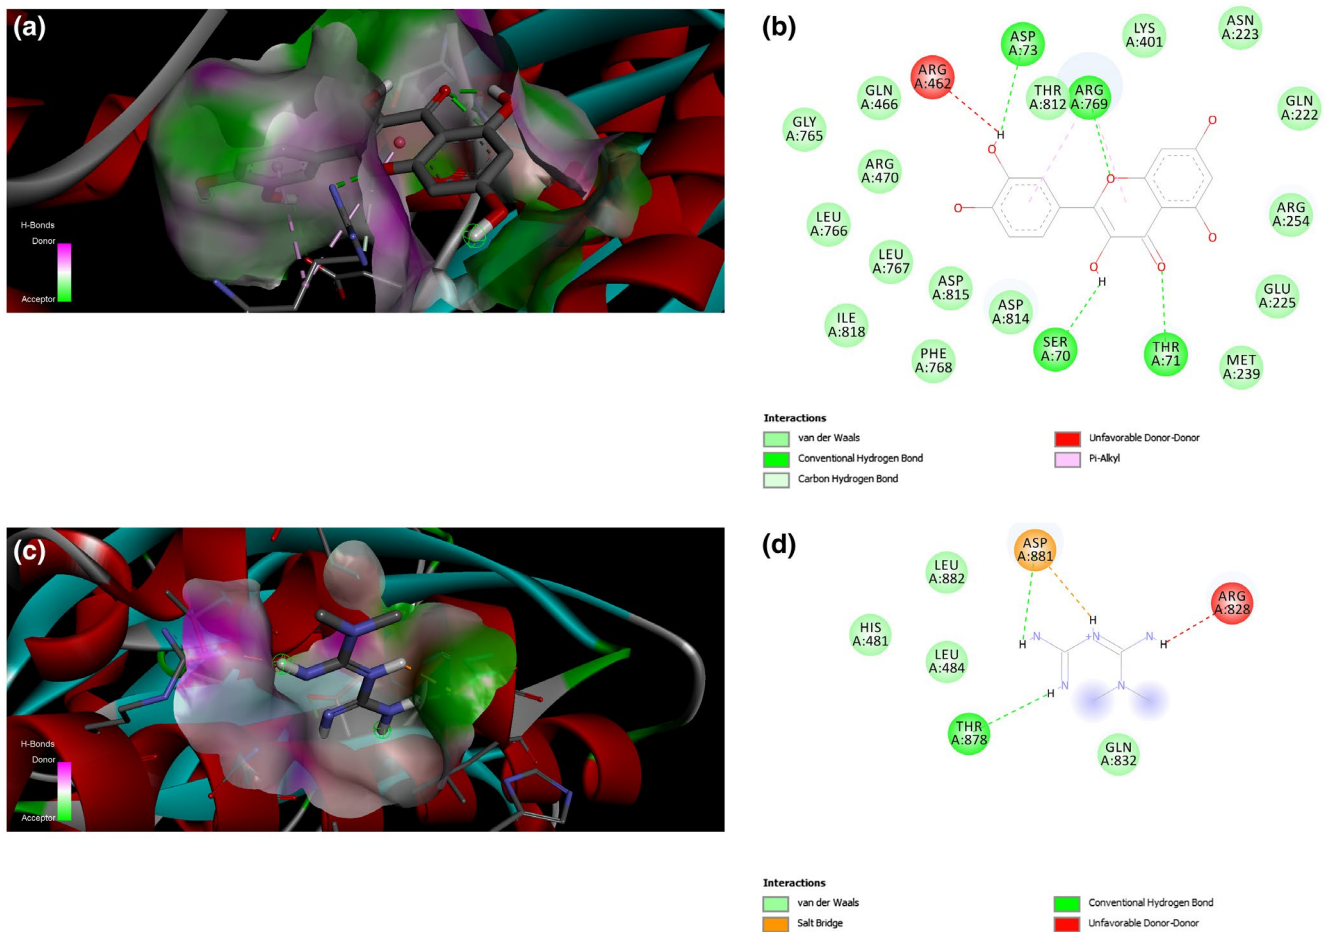 (a)
H-Bonds
Donor
Acceptor
(b)
ASP
A:73
LYS
A:401
ASN
A:223
ARG
A:462
GLN
A:466
THR
A:812
ARG
A:769
GLN
A:222
GLY
A:765
ARG
A:470
LEU
A:766
ARG
A:254
LEU
A:767
ASP
A:815
ASP
A:814
GLU
A:225
ILE
A:818
PHE
A:768
SER
A:70
THR
A:71
MET
A:239
H
O
O
O
O
O
O
H
O
Interactions
van der Waals
Conventional Hydrogen Bond
Carbon Hydrogen Bond
Unfavorable Donor-Donor
Pi-Alkyl
(c)
H-Bonds
Donor
Acceptor
(d)
ASP
A:881
LEU
A:882
ARG
A:828
HIS
A:481
LEU
A:484
THR
A:878
GLN
A:832
H
H N
+N
N H
H
N
N
Interactions
van der Waals
Salt Bridge
Conventional Hydrogen Bond
Unfavorable Donor-Donor